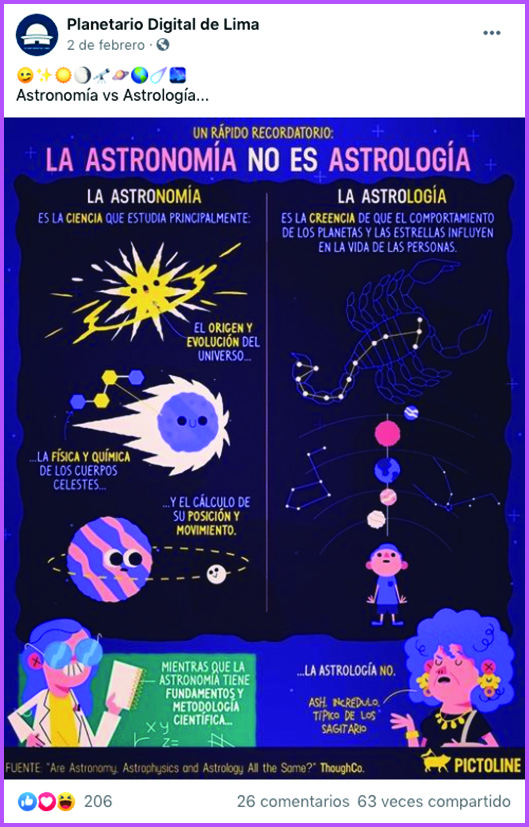 Planetario Digital de Lima
2 de febrero ·
Astronomía vs Astrología...
UN RÁPIDO RECORDATORIO:
LA ASTRONOMÍA NO ES ASTROLOGÍA
LA ASTRONOMÍA
ES LA CIENCIA QUE ESTUDIA PRINCIPALMENTE:
EL ORIGEN Y
EVOLUCIÓN DEL
UNIVERSO...
...LA FÍSICA Y QUÍMICA
DE LOS CUERPOS
CELESTES...
...Y EL CÁLCULO DE
SU POSICIÓN Y
MOVIMIENTO.
LA ASTROLOGÍA
ES LA CREENCIA DE QUE EL COMPORTAMIENTO
DE LOS PLANETAS Y LAS ESTRELLAS INFLUYEN
EN LA VIDA DE LAS PERSONAS.
MIENTRAS QUE LA
ASTRONOMÍA TIENE
FUNDAMENTOS Y
METODOLOGÍA
CIENTÍFICA...
x y
z=
...LA ASTROLOGÍA NO.
ASH, INCRÉDULO,
TÍPICO DE LOS
SAGITARIO
FUENTE: "Are Astronomy, Astrophysics and Astrology All the Same?" ThoughCo.
PICTOLINE
206
26 comentarios 63 veces compartido